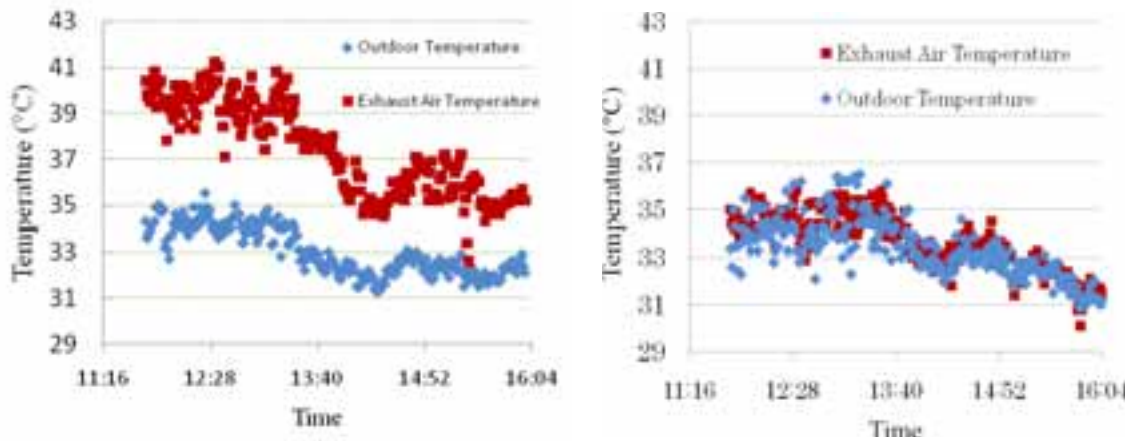 43
41
39
37
35
33
31
29
Temperature (°C)
Outdoor Temperature
Exhaust Air Temperature
11:16 12:28 13:40 14:52 16:04
Time
43
41
39
37
35
33
31
29
Temperature (°C)
Exhaust Air Temperature
Outdoor Temperature
11:16 12:28 13:40 14:52 16:04
Time